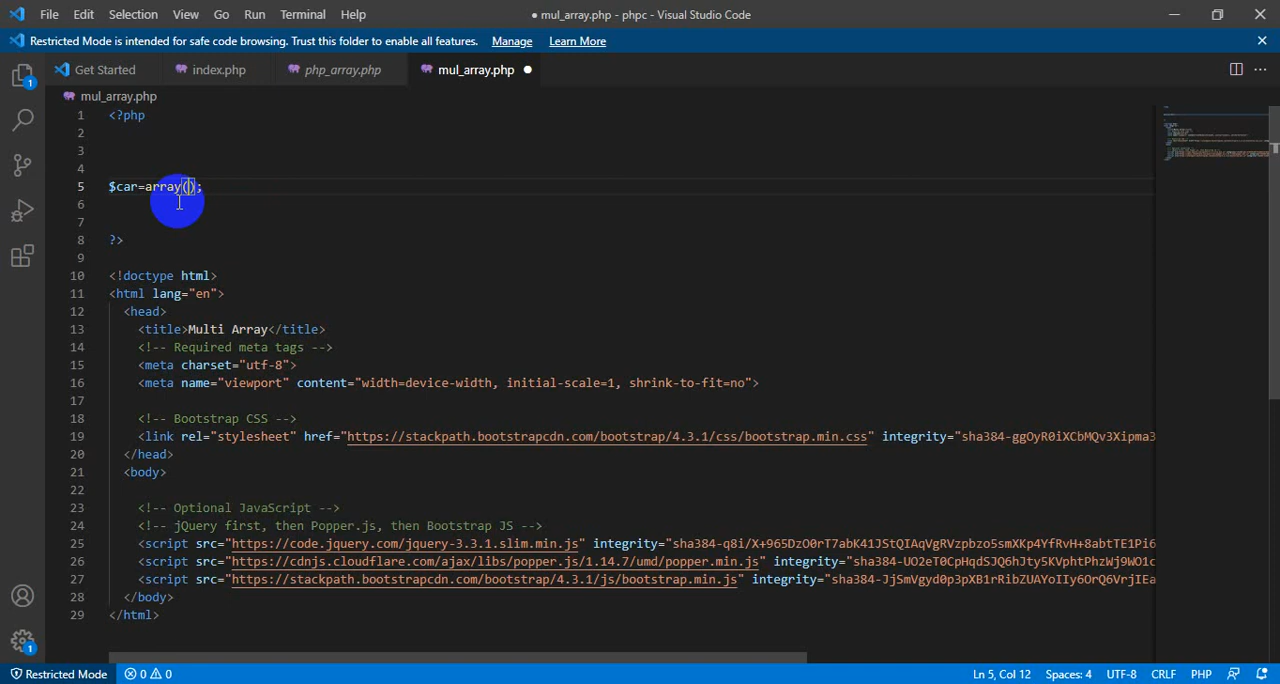 File Edit Selection View Go Run Terminal Help
● mul_array.php - phpc - Visual Studio Code
Restricted Mode is intended for safe code browsing. Trust this folder to enable all features. Manage Learn More
1
Get Started index.php php_array.php mul_array.php
mul_array.php
1 <?php
2
3
4
5 $car=array();
6
7
8 ?>
9
10 <!doctype html>
11 <html lang="en">
12 <head>
13 <title>Multi Array</title>
14 <!-- Required meta tags -->
15 <meta charset="utf-8">
16 <meta name="viewport" content="width=device-width, initial-scale=1, shrink-to-fit=no">
17
18 <!-- Bootstrap CSS -->
19 <link rel="stylesheet" href="https://stackpath.bootstrapcdn.com/bootstrap/4.3.1/css/bootstrap.min.css" integrity="sha384-ggOyR0iXCbMQv3Xipma3
20 </head>
21 <body>
22
23 <!-- Optional JavaScript -->
24 <!-- jQuery first, then Popper.js, then Bootstrap JS -->
25 <script src="https://code.jquery.com/jquery-3.3.1.slim.min.js" integrity="sha384-q8i/X+965DzO0rT7abK41JStQIAqVgRVzpbzo5smXKp4YfRvH+8abtTE1Pi6
26 <script src="https://cdnjs.cloudflare.com/ajax/libs/popper.js/1.14.7/umd/popper.min.js" integrity="sha384-UO2eT0CpHqdSJQ6hJty5KVphtPhzWj9WO1c
27 <script src="https://stackpath.bootstrapcdn.com/bootstrap/4.3.1/js/bootstrap.min.js" integrity="sha384-JjSmVgyd0p3pXB1rRibZUAYoIIy6OrQ6VrjIEa
28 </body>
29 </html>
1
Restricted Mode 0 0 Ln 5, Col 12 Spaces: 4 UTF-8 CRLF PHP